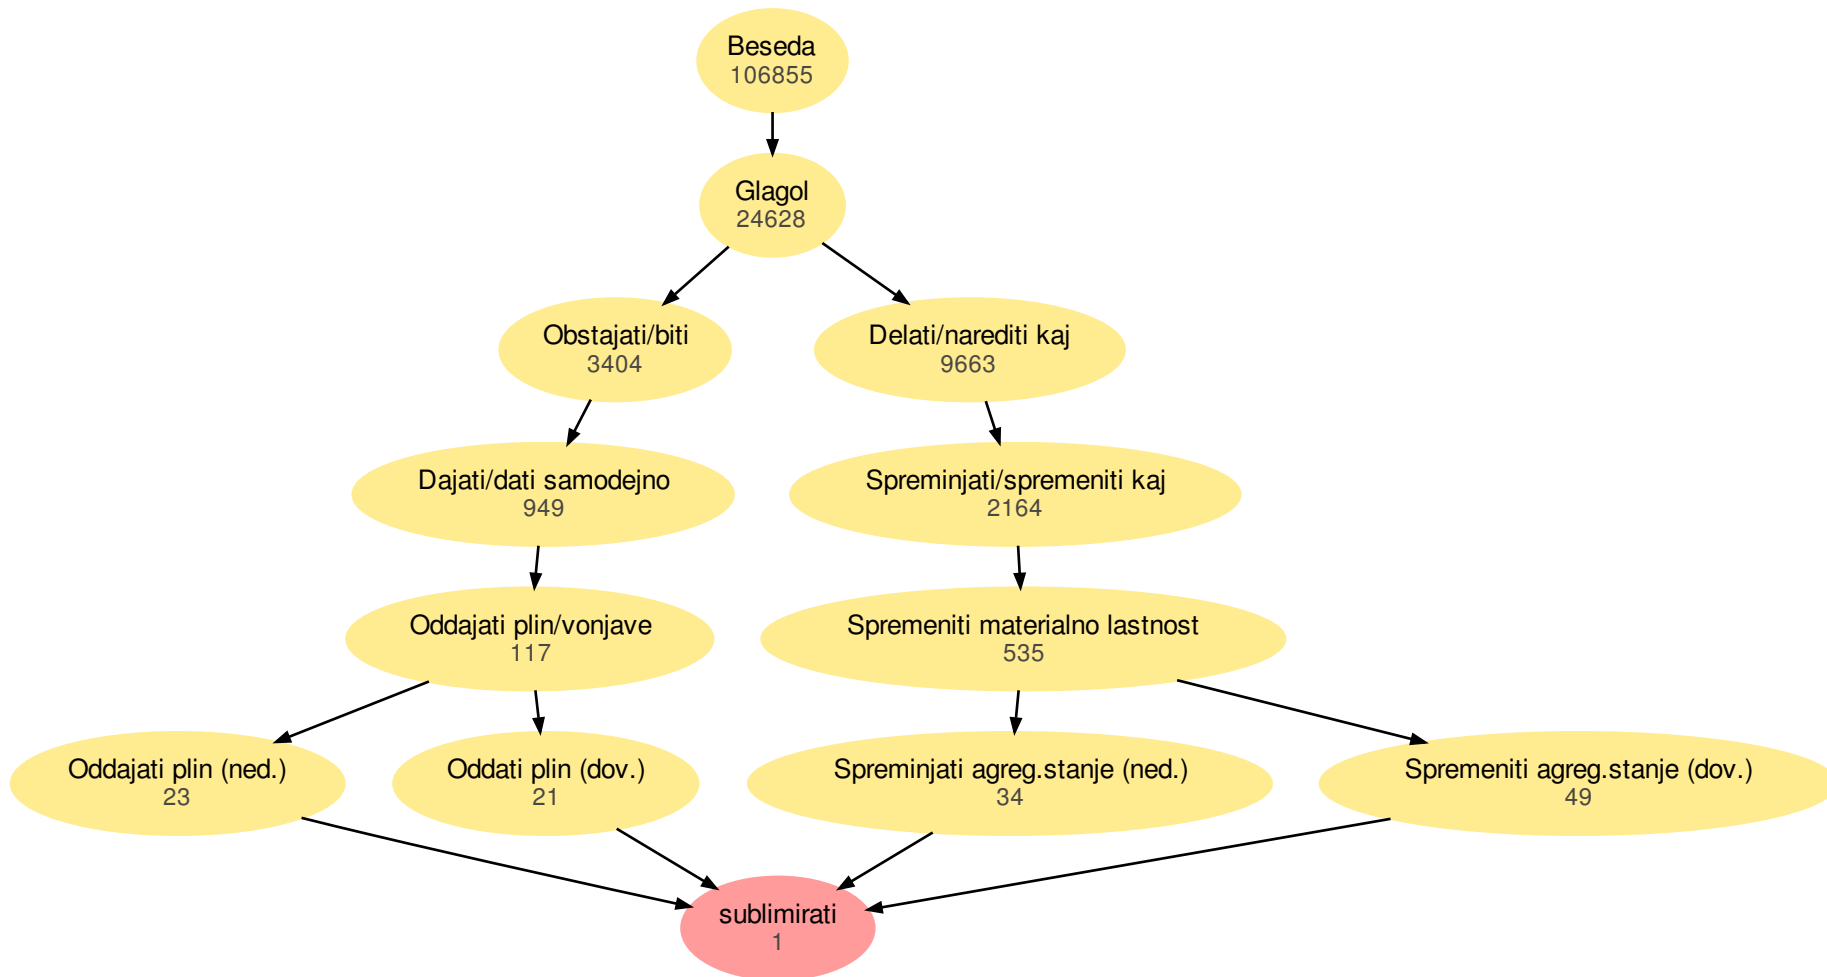 Beseda
106855
Glagol
24628
Obstajati/biti
3404
Delati/narediti kaj
9663
Dajati/dati samodejno
949
Spreminjati/spremeniti kaj
2164
Oddajati plin/vonjave
117
Spremeniti materialno lastnost
535
Oddajati plin (ned.)
23
Oddati plin (dov.)
21
Spreminjati agreg.stanje (ned.)
34
Spremeniti agreg.stanje (dov.)
49
sublimirati
1